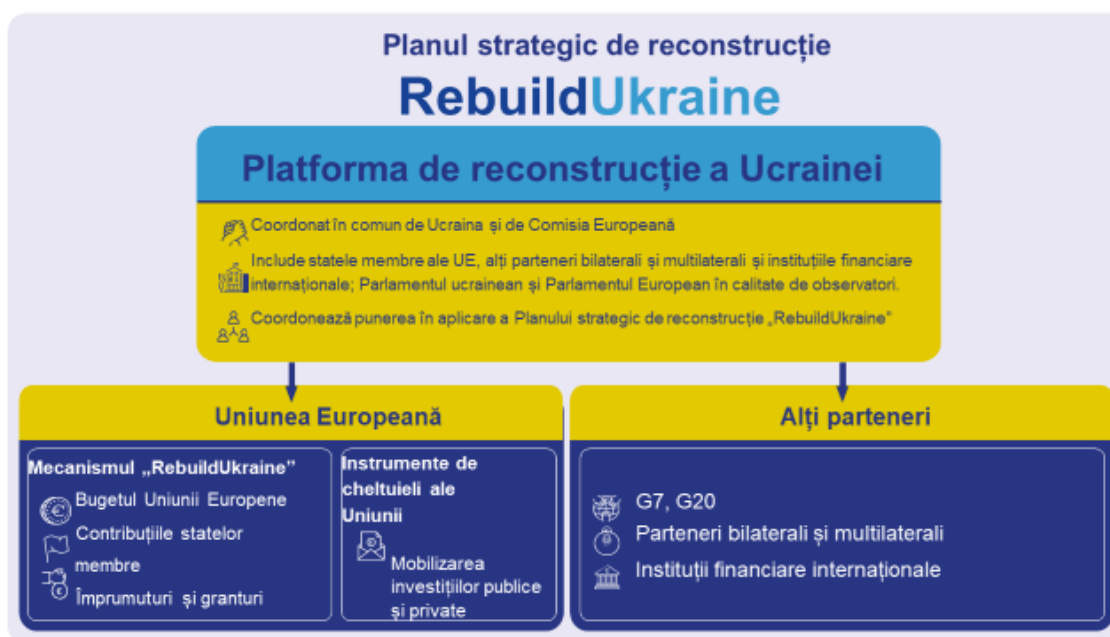 Planul strategic de reconstrucție
RebuildUkraine
Platforma de reconstrucție a Ucrainei
Coordonat în comun de Ucraina și de Comisia Europeană
Include statele membre ale UE, alți parteneri bilaterali și multilaterali și instituțiile financiare
internaționale; Parlamentul ucrainean și Parlamentul European în calitate de observatori.
Coordonează punerea în aplicare a Planului strategic de reconstrucție „RebuildUkraine”
Uniunea Europeană
Mecanismul „RebuildUkraine”
Bugetul Uniunii Europene
Contribuțiile statelor
membre
Împrumuturi și granturi
Instrumente de
cheltuieli ale
Uniunii
Mobilizarea
investițiilor publice
și private
Alți parteneri
G7, G20
Parteneri bilaterali și multilaterali
Instituții financiare internaționale